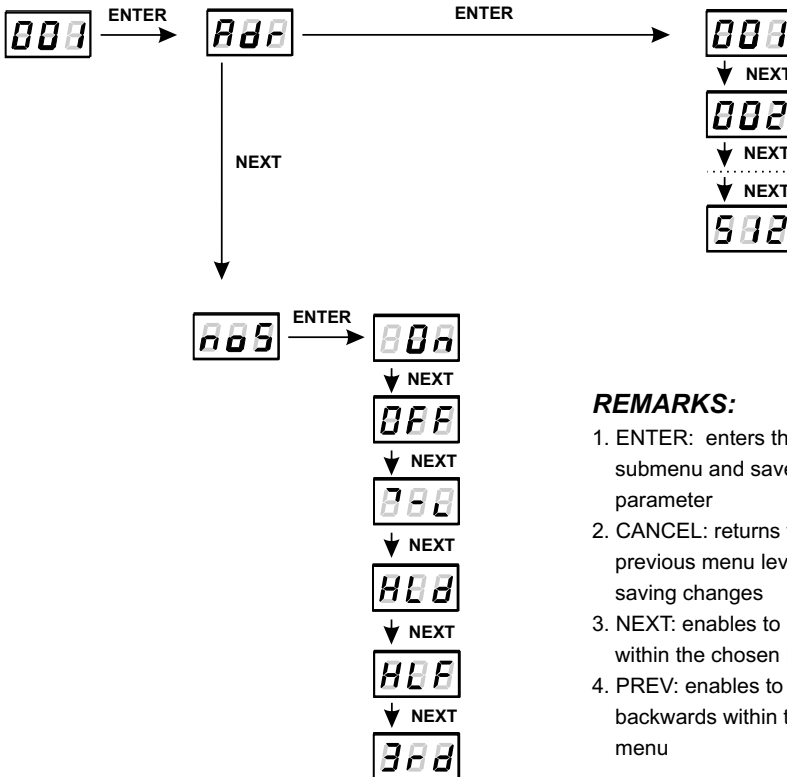 001 ENTER Adr ENTER 001
NEXT
002
NEXT
NEXT
NEXT
512
noS ENTER On
NEXT
OFF
NEXT
NEXT
HLd
NEXT
HLF
NEXT
3rd
REMARKS:
1. ENTER: enters th
submenu and save
parameter
2. CANCEL: returns t
previous menu lev
saving changes
3. NEXT: enables to
within the chosen
4. PREV: enables to
backwards within t
menu